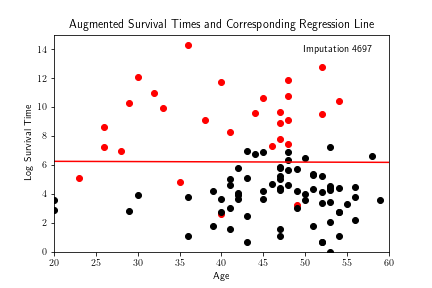 Augmented Survival Times and Corresponding Regression Line
Imputation 4697
Log Survival Time
14
12
10
8
6
4
2
0
20 25 30 35 40 45 50 55 60
Age